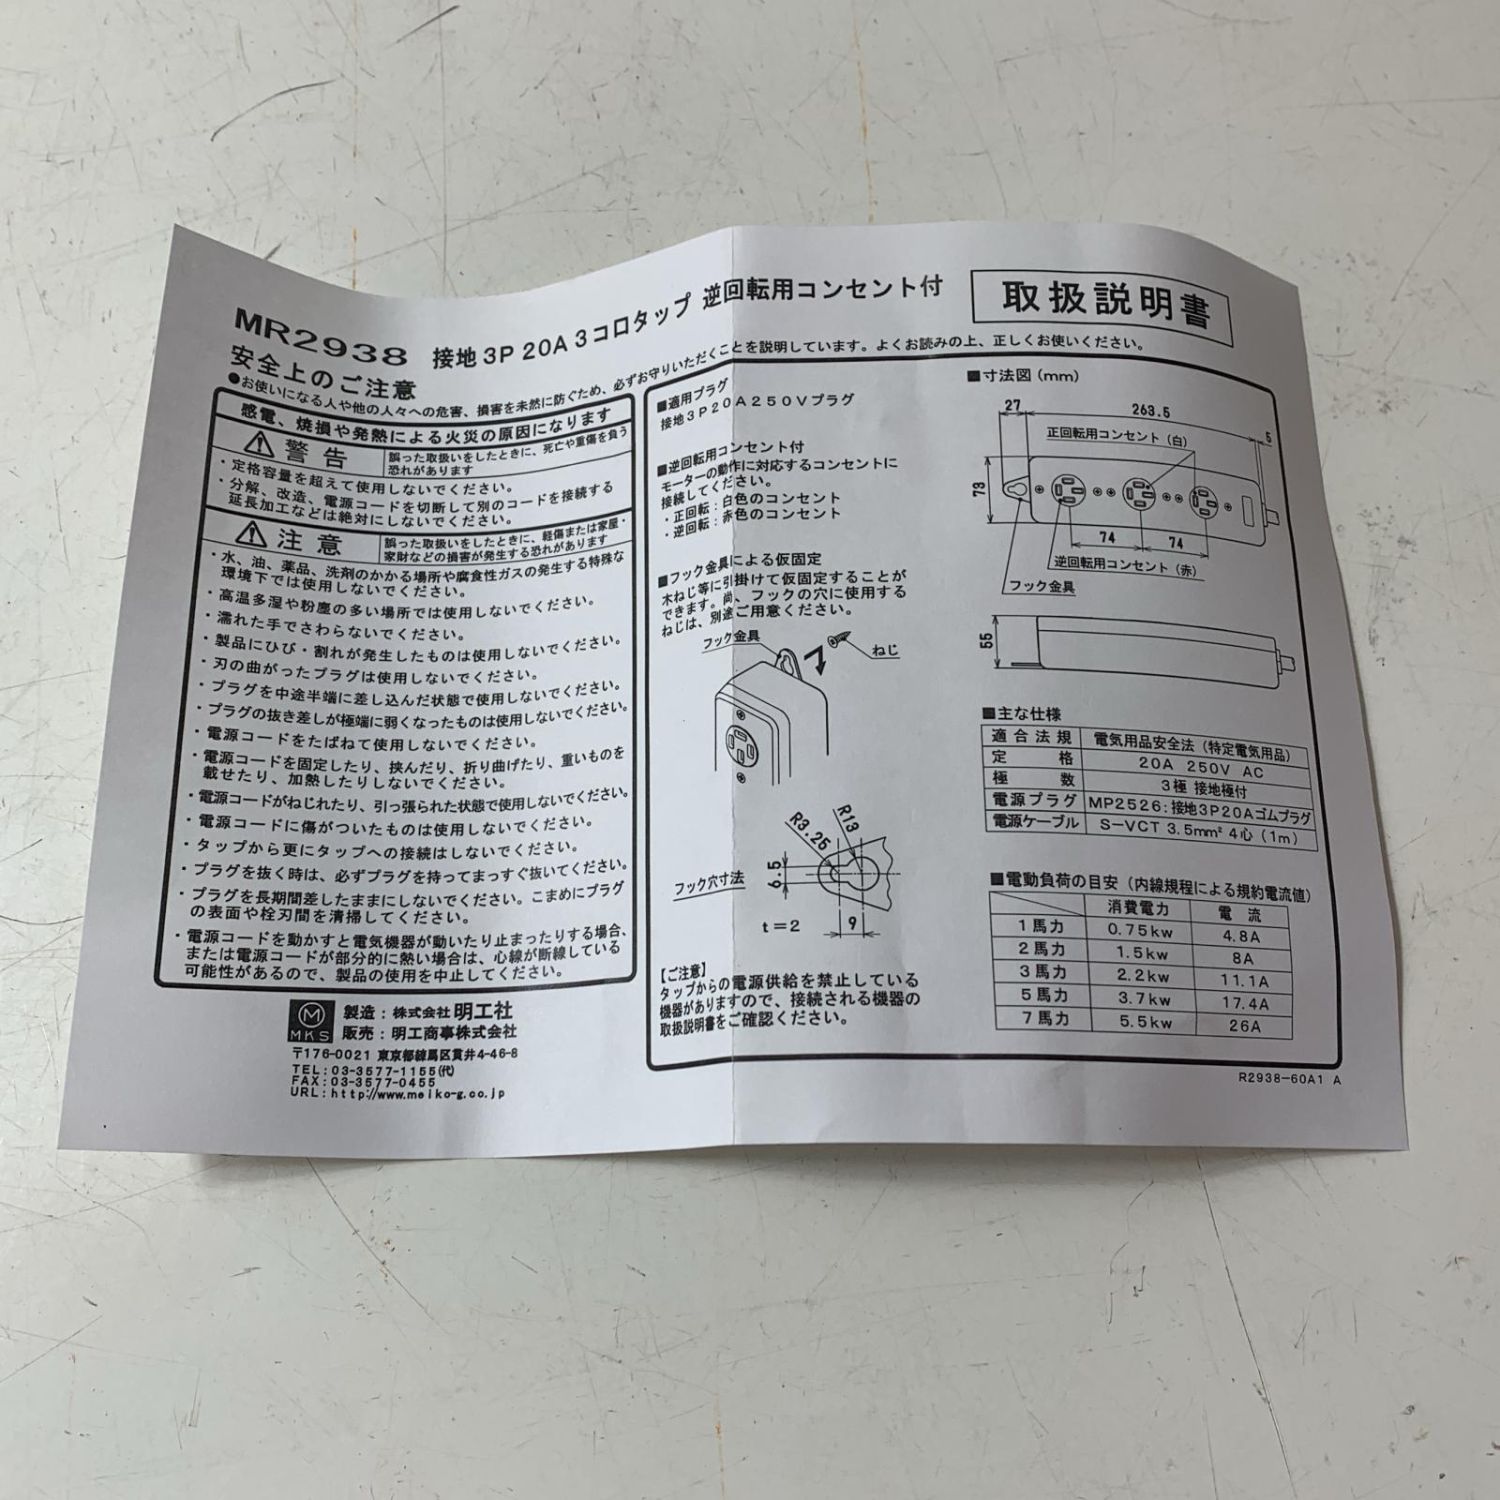 MR2938 接地3P 20A 3コロタップ 逆回転用コンセント付 取扱説明書
安全上のご注意
●お使いになる人や他の人々への危害、損害を未然に防ぐため、必ずお守りいただくことを説明しています。よくお読みの上、正しくお使いください。
感電、焼損や発熱による火災の原因になります
警告
誤った取扱いをしたときに、死亡や重傷を負う
恐れがあります
・定格容量を超えて使用しないでください。
・分解、改造、電源コードを切断して別のコードを接続する
延長加工などは絶対にしないでください。
注意
誤った取扱いをしたときに、軽傷または家屋・
家財などの損害が発生する恐れがあります
・水、油、薬品、洗剤のかかる場所や腐食性ガスの発生する特殊な
環境下では使用しないでください。
・高温多湿や粉塵の多い場所では使用しないでください。
・濡れた手でさわらないでください。
・製品にひび・割れが発生したものは使用しないでください。
・刃の曲がったプラグは使用しないでください。
・プラグを中途半端に差し込んだ状態で使用しないでください。
・プラグの抜き差しが極端に弱くなったものは使用しないでください。
・電源コードをたばねて使用しないでください。
・電源コードを固定したり、挟んだり、折り曲げたり、重いものを
載せたり、加熱したりしないでください。
・電源コードがねじれたり、引っ張られた状態で使用しないでください。
・電源コードに傷がついたものは使用しないでください。
・タップから更にタップへの接続はしないでください。
・プラグを抜く時は、必ずプラグを持ってまっすぐ抜いてください。
・プラグを長期間差したままにしないでください。こまめにプラグ
の表面や栓刃間を清掃してください。
・電源コードを動かすと電気機器が動いたり止まったりする場合、
または電源コードが部分的に熱い場合は、心線が断線している
可能性があるので、製品の使用を中止してください。
MKS
製造：株式会社 明工社
販売：明工商事株式会社
〒176-0021 東京都練馬区貫井4-46-8
TEL：03-3577-1155(代)
FAX：03-3577-0455
URL：http://www.meiko-g.co.jp
■適用プラグ
接地3P20A250Vプラグ
■逆回転用コンセント付
モーターの動作に対応するコンセントに
接続してください。
・正回転：白色のコンセント
・逆回転：赤色のコンセント
■フック金具による仮固定
木ねじ等に引掛けて仮固定することが
できます。尚、フックの穴に使用する
ねじは、別途ご用意ください。
フック金具
ねじ
R3.25
R13
6.5
フック穴寸法
t=2
9
【ご注意】
タップからの電源供給を禁止している
機器がありますので、接続される機器の
取扱説明書をご確認ください。
■寸法図(mm)
27
263.5
5
正回転用コンセント(白)
73
74
74
逆回転用コンセント(赤)
フック金具
55
■主な仕様
適合法規 電気用品安全法(特定電気用品)
定格 20A 250V AC
極数 3極 接地極付
電源プラグ MP2526：接地3P20Aゴムプラグ
電源ケーブル S-VCT 3.5mm² 4心(1m)
■電動負荷の目安(内線規程による規約電流値)
消費電力 電流
1馬力 0.75kw 4.8A
2馬力 1.5kw 8A
3馬力 2.2kw 11.1A
5馬力 3.7kw 17.4A
7馬力 5.5kw 26A
R2938-60A1 A